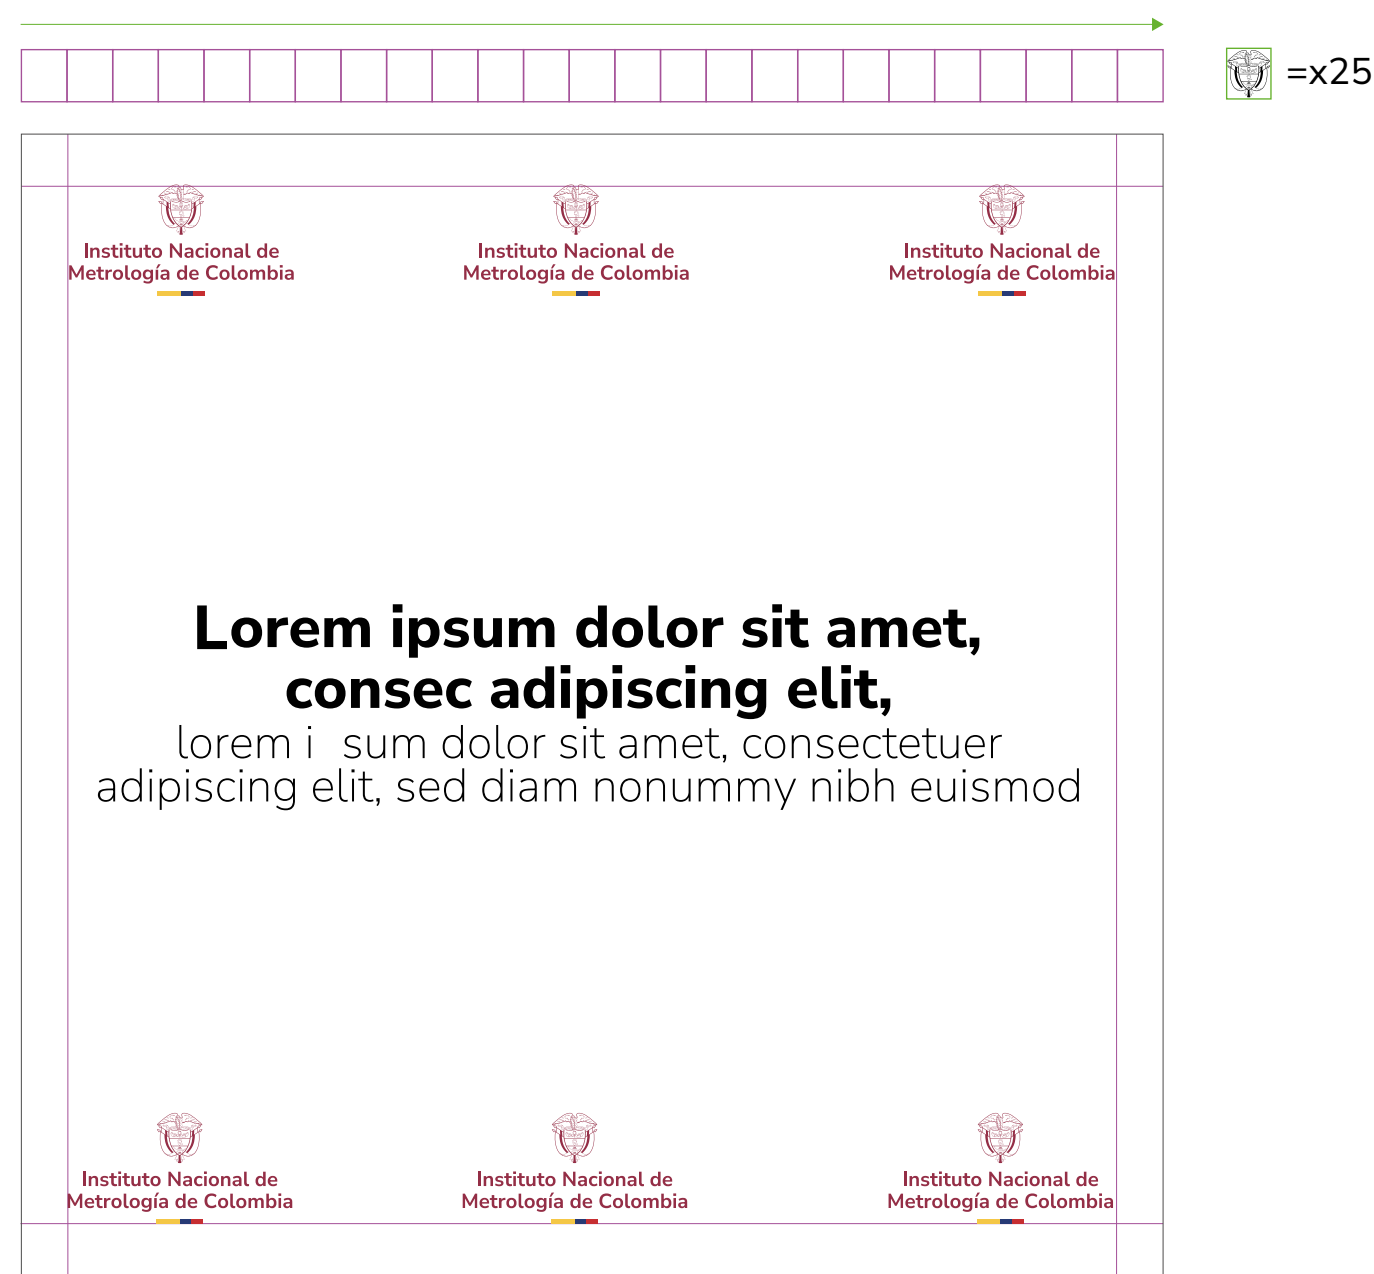 =x25
Instituto Nacional de
Metrología de Colombia
Instituto Nacional de
Metrología de Colombia
Instituto Nacional de
Metrología de Colombia
Lorem ipsum dolor sit amet,
consec adipiscing elit,
lorem i sum dolor sit amet, consectetuer
adipiscing elit, sed diam nonummy nibh euismod
Instituto Nacional de
Metrología de Colombia
Instituto Nacional de
Metrología de Colombia
Instituto Nacional de
Metrología de Colombia